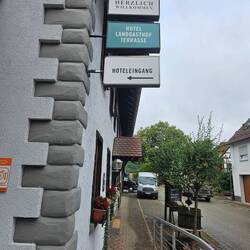 HERZLICH
WILLKOMMEN
HOTEL
LANDGASTHOF
TERRASSE
HOTELEINGANG